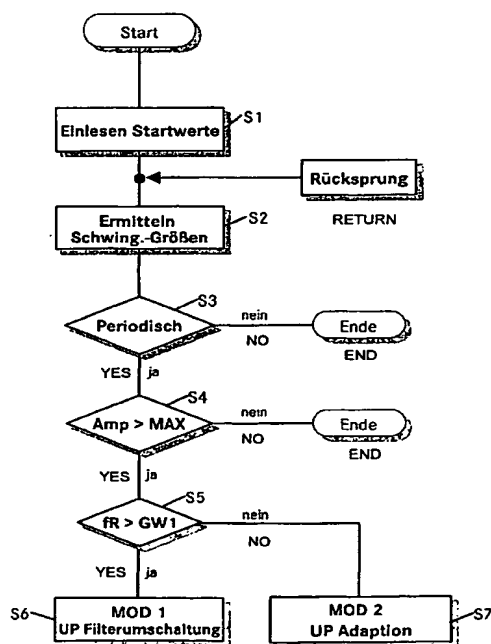 Start
S1
Einlesen Startwerte
Rücksprung
RETURN
S2
Ermitteln
Schwing.-Größen
S3
Periodisch
nein
NO
Ende
END
YES ja
S4
Amp > MAX
nein
NO
Ende
END
YES ja
S5
fR > GW1
nein
NO
YES ja
S6
MOD 1
UP Filterumschaltung
MOD 2
UP Adaption
S7